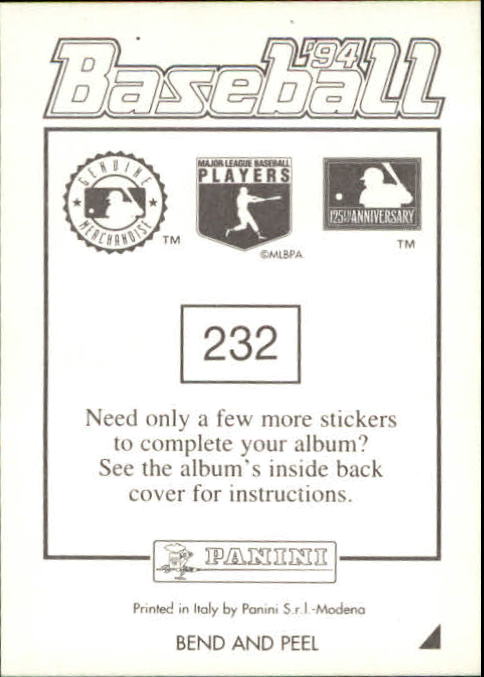 '94
Baseball
GENUINE
MERCHANDISE
TM
MAJOR LEAGUE BASEBALL
PLAYERS
©MLBPA
125TH ANNIVERSARY
TM
232
Need only a few more stickers
to complete your album?
See the album's inside back
cover for instructions.
PANINI
Printed in Italy by Panini S.r.l.-Modena
BEND AND PEEL